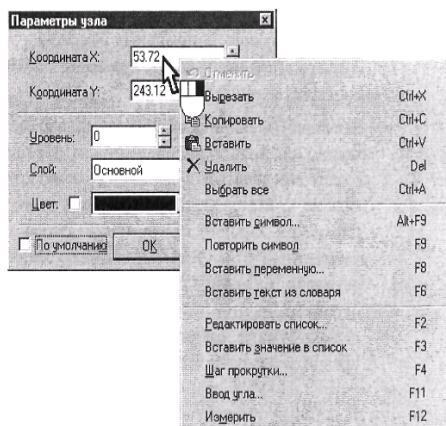 Параметры узла
Координата X: 53.72
Координата Y: 243.12
Уровень: 0
Слой: Основной
Цвет:
По умолчанию OK
Отменить
Вырезать Ctrl+X
Копировать Ctrl+C
Вставить Ctrl+V
Удалить Del
Выбрать все Ctrl+A
Вставить символ... Alt+F9
Повторить символ F9
Вставить переменную... F8
Вставить текст из словаря F6
Редактировать список... F2
Вставить значение в список F3
Шаг прокрутки... F4
Ввод угла... F11
Измерить F12